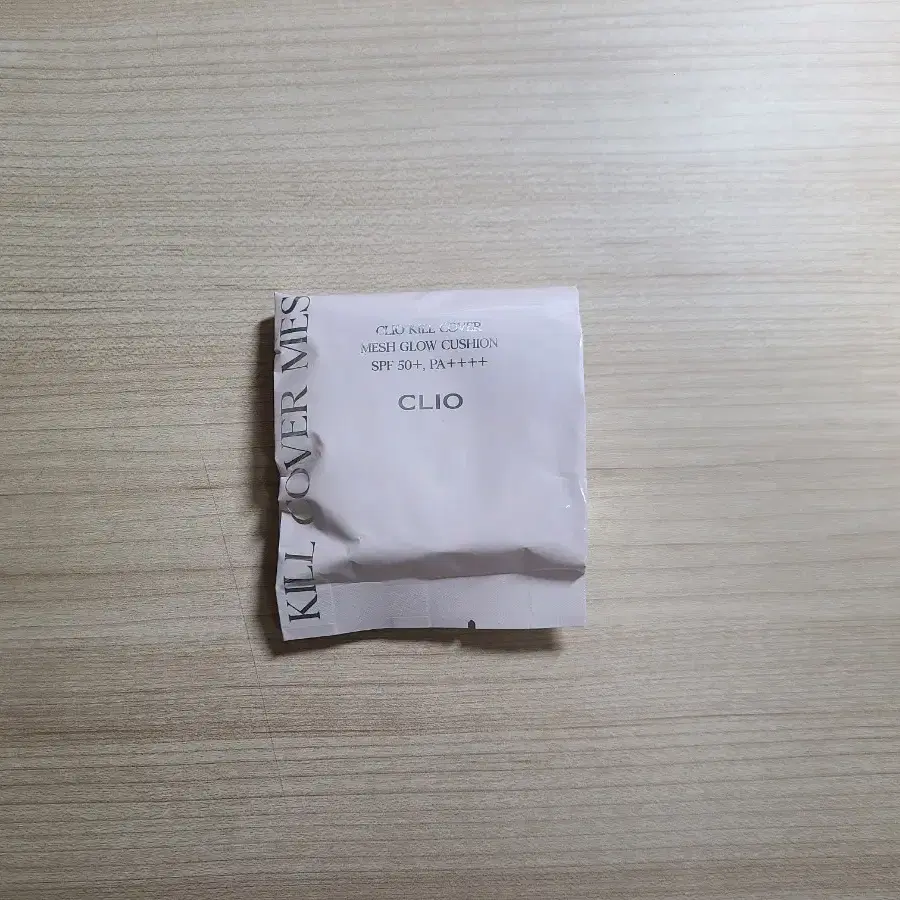 CLIO KILL COVER
MESH GLOW CUSHION
SPF 50+, PA++++
CLIO
KILL COVER MES